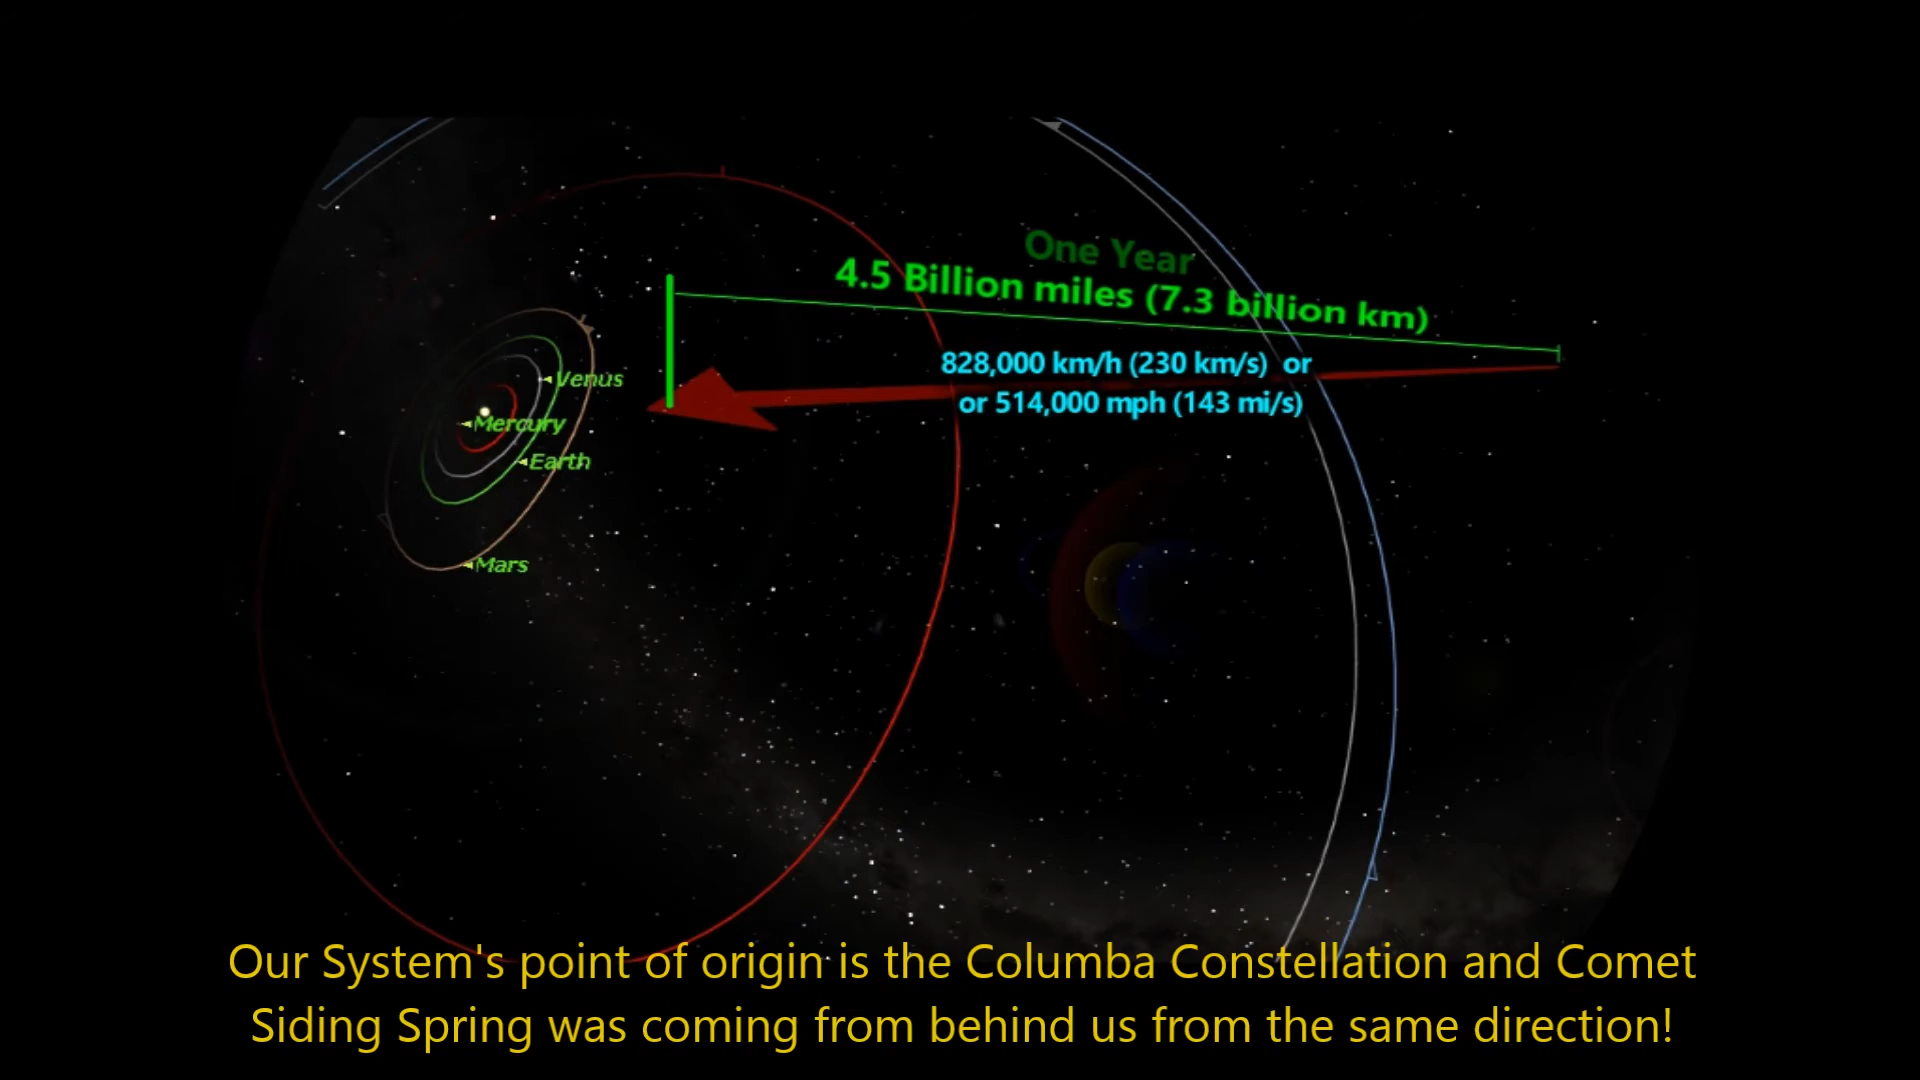 One Year
4.5 Billion miles (7.3 billion km)
828,000 km/h (230 km/s) or
or 514,000 mph (143 mi/s)
Venus
Mercury
Earth
Mars
Our System's point of origin is the Columba Constellation and Comet
Siding Spring was coming from behind us from the same direction!